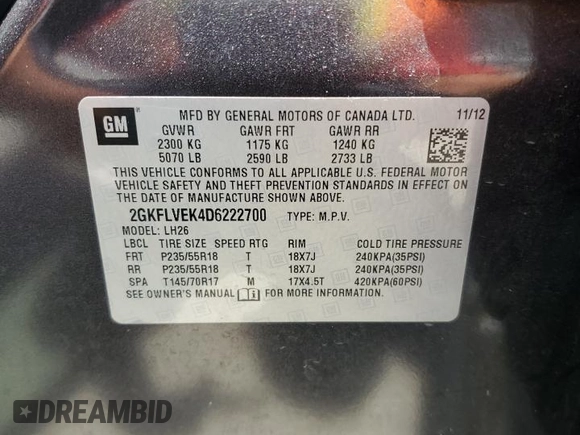 GM
MFD BY GENERAL MOTORS OF CANADA LTD. 11/12
GVWR GAWR FRT GAWR RR
2300 KG 1175 KG 1240 KG
5070 LB 2590 LB 2733 LB
THIS VEHICLE CONFORMS TO ALL APPLICABLE U.S. FEDERAL MOTOR
VEHICLE SAFETY AND THEFT PREVENTION STANDARDS IN EFFECT ON
THE DATE OF MANUFACTURE SHOWN ABOVE.
2GKFLVEK4D6222700 TYPE: M.P.V.
MODEL: LH26
LBCL TIRE SIZE SPEED RTG RIM COLD TIRE PRESSURE
FRT P235/55R18 T 18X7J 240KPA(35PSI)
RR P235/55R18 T 18X7J 240KPA(35PSI)
SPA T145/70R17 M 17X4.5T 420KPA(60PSI)
SEE OWNER'S MANUAL FOR MORE INFORMATION.
DREAMBID